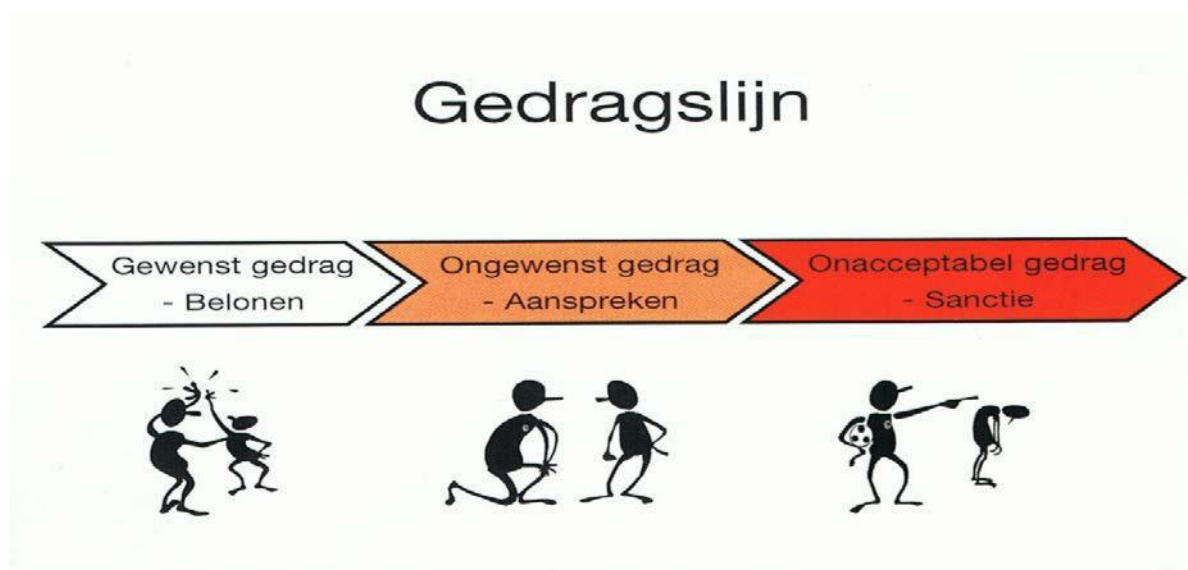 Gedragslijn
Gewenst gedrag
- Belonen
Ongewenst gedrag
- Aanspreken
Onacceptabel gedrag
- Sanctie